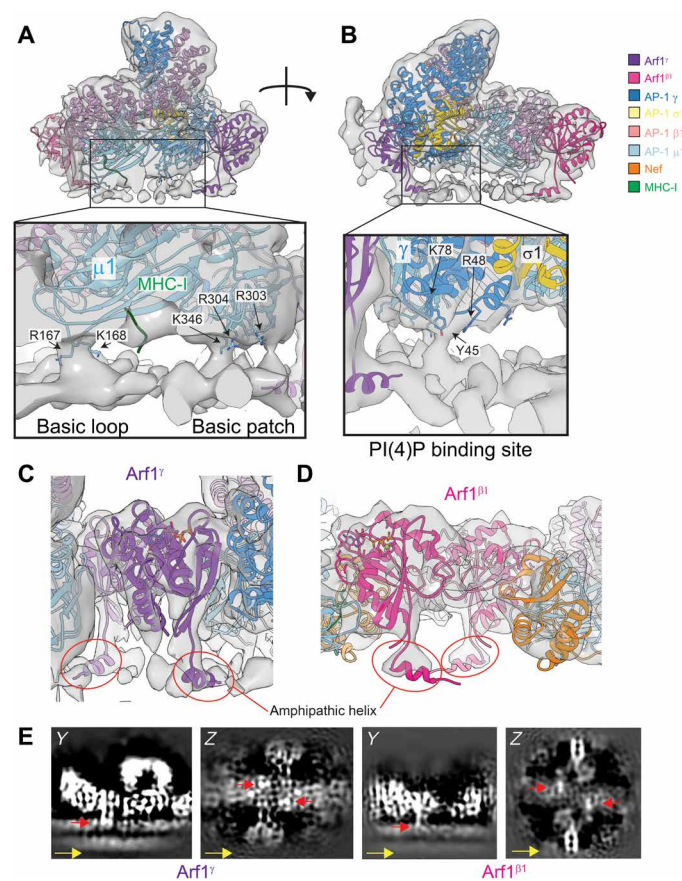 A
B
Arf1γ
Arf1β1
AP-1 γ
AP-1 σ1
AP-1 β1
AP-1 μ1
Nef
MHC-I
μ1
MHC-I
R304
R303
K346
R167
K168
Basic loop
Basic patch
γ
K78
R48
σ1
Y45
PI(4)P binding site
C
Arf1γ
D
Arf1β1
Amphipathic helix
E
Y
Z
Y
Z
Arf1γ
Arf1β1